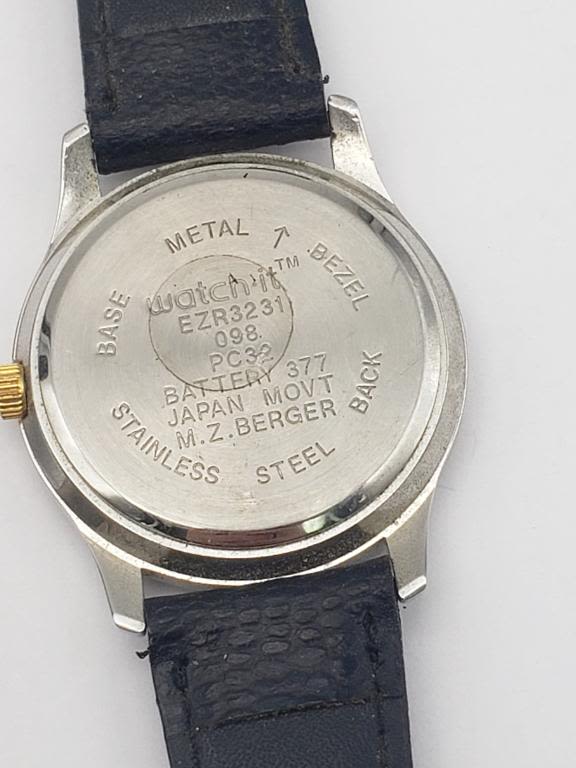 BASE METAL ↑ BEZEL
watch·it™
EZR3231
098
PC32
BATTERY 377
JAPAN MOVT
M.Z.BERGER
STAINLESS STEEL BACK